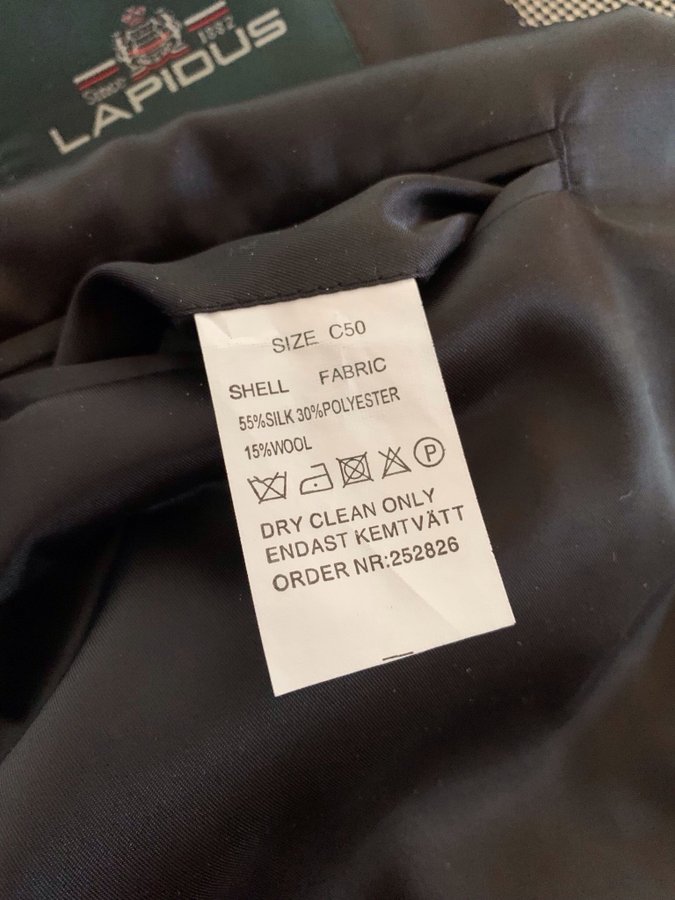 Since 1882
LAPIDUS
SIZE C50
SHELL FABRIC
55%SILK 30%POLYESTER
15%WOOL
P
DRY CLEAN ONLY
ENDAST KEMTVÄTT
ORDER NR:252826